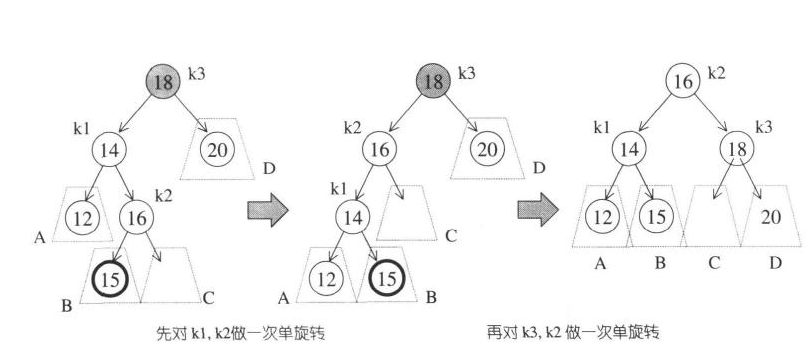 18 k3 18 k3 16 k2
k1 k2 k1 k3
14 20 D 16 20 D 14 18
k2 k1
A 12 16 14 C 12 15 20
B 15 C A 12 15 B A B C D
先对 k1, k2做一次单旋转 再对 k3, k2 做一次单旋转